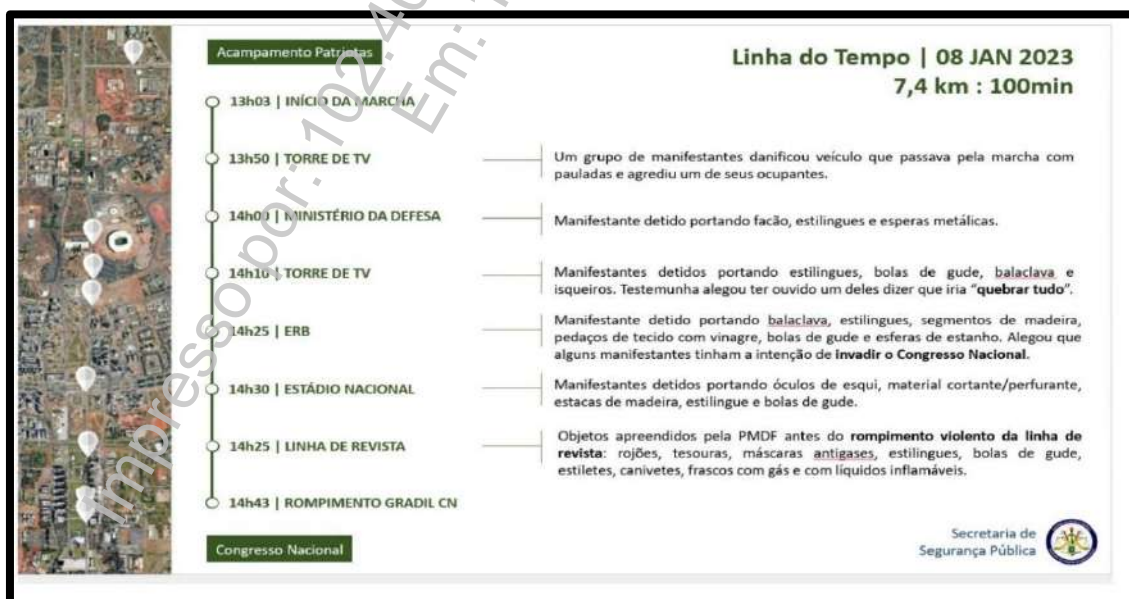 Acampamento Patriotas
Linha do Tempo | 08 JAN 2023
7,4 km : 100min
13h03 | INÍCIO DA MARCHA
13h50 | TORRE DE TV
Um grupo de manifestantes danificou veículo que passava pela marcha com
pauladas e agrediu um de seus ocupantes.
14h00 | MINISTÉRIO DA DEFESA
Manifestante detido portando facão, estilingues e esperas metálicas.
14h10 | TORRE DE TV
Manifestantes detidos portando estilingues, bolas de gude, balaclava e
isqueiros. Testemunha alegou ter ouvido um deles dizer que iria “quebrar tudo”.
14h25 | ERB
Manifestante detido portando balaclava, estilingues, segmentos de madeira,
pedaços de tecido com vinagre, bolas de gude e esferas de estanho. Alegou que
alguns manifestantes tinham a intenção de invadir o Congresso Nacional.
14h30 | ESTÁDIO NACIONAL
Manifestantes detidos portando óculos de esqui, material cortante/perfurante,
estacas de madeira, estilingue e bolas de gude.
14h25 | LINHA DE REVISTA
Objetos apreendidos pela PMDF antes do rompimento violento da linha de
revista: rojões, tesouras, máscaras antigases, estilingues, bolas de gude,
estiletes, canivetes, frascos com gás e com líquidos inflamáveis.
14h43 | ROMPIMENTO GRADIL CN
Congresso Nacional
Secretaria de
Segurança Pública
Impresso por: 102.40
Em: